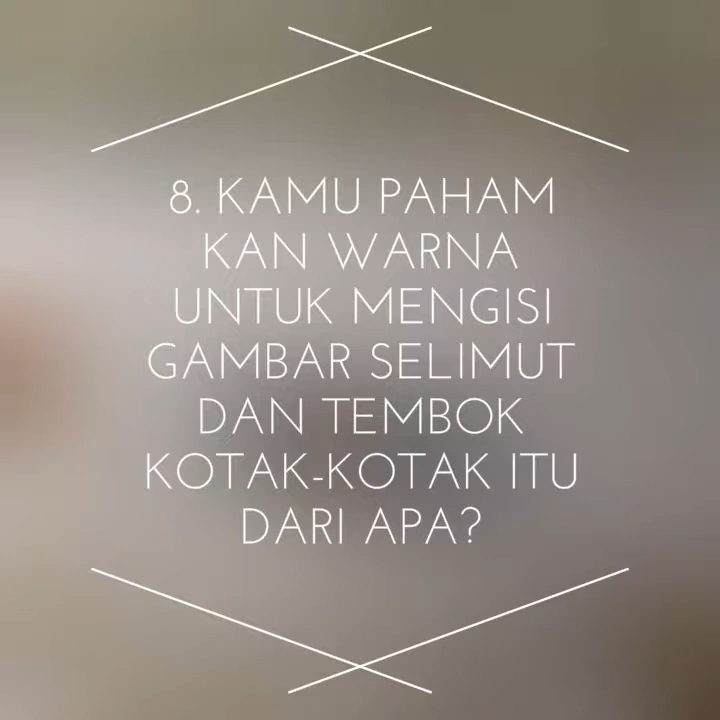 8. KAMU PAHAM
KAN WARNA
UNTUK MENGISI
GAMBAR SELIMUT
DAN TEMBOK
KOTAK-KOTAK ITU
DARI APA?